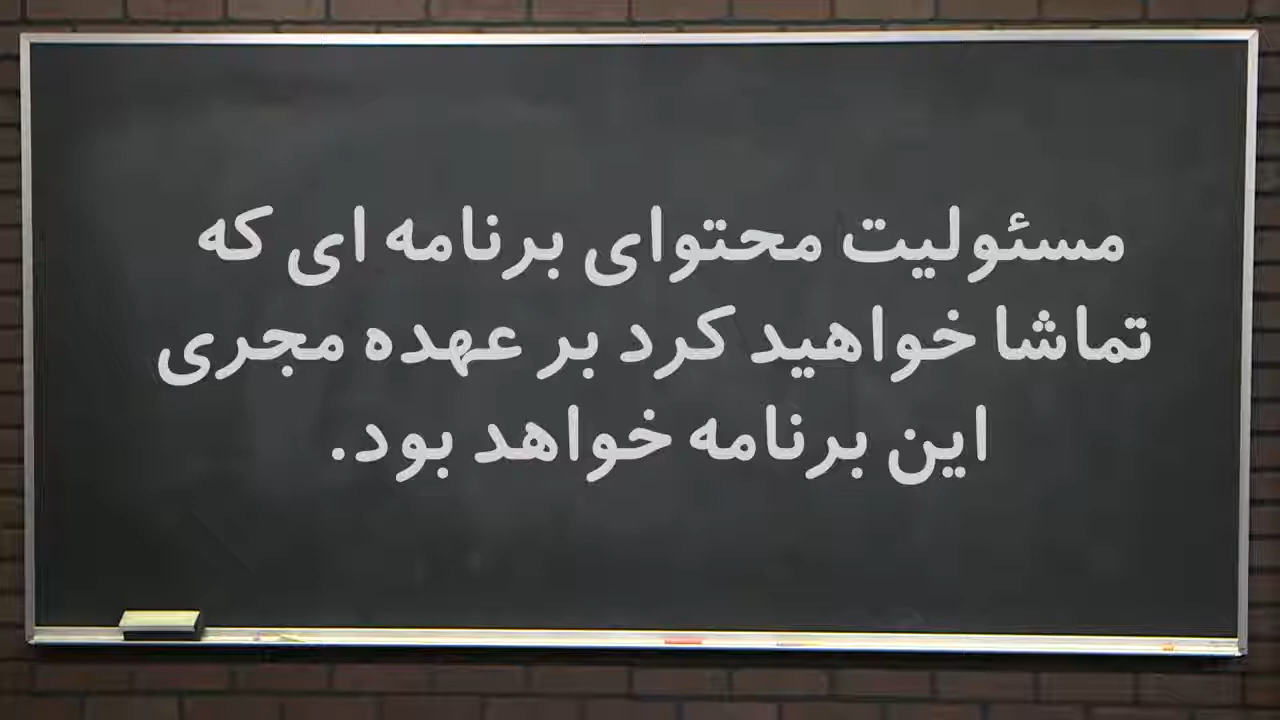 مسئولیت محتوای برنامه ای که
تماشا خواهید کرد بر عهده مجری
این برنامه خواهد بود.